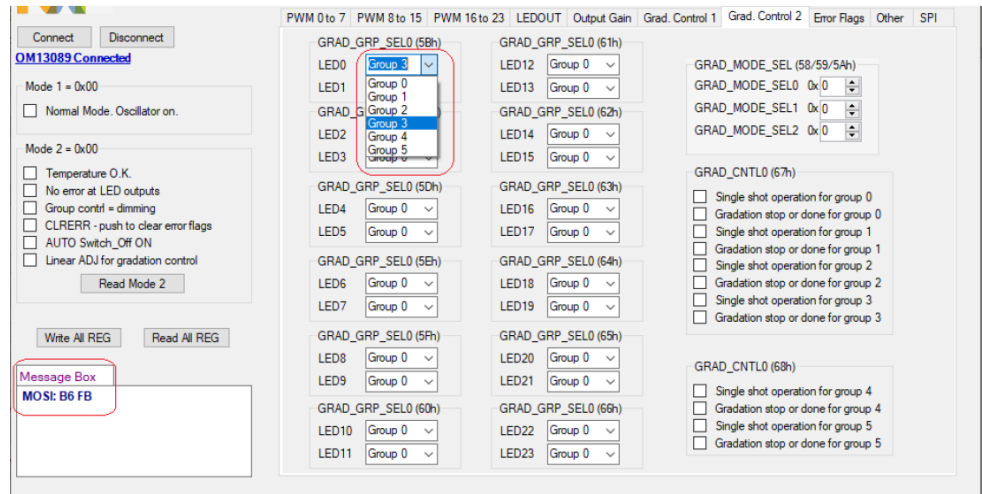 PWM 0 to 7 PWM 8 to 15 PWM 16 to 23 LEDOUT Output Gain Grad. Control 1 Grad. Control 2 Error Flags Other SPI
Connect Disconnect
OM13089 Connected
Mode 1 = 0x00
Normal Mode. Oscillator on.
Mode 2 = 0x00
Temperature O.K.
No error at LED outputs
Group contrl = dimming
CLRERR - push to clear error flags
AUTO Switch_Off ON
Linear ADJ for gradation control
Read Mode 2
Write All REG Read All REG
Message Box
MOSI: B6 FB
GRAD_GRP_SEL0 (5Bh)
LED0 Group 3
LED1
Group 0
Group 1
Group 2
Group 3
Group 4
Group 5
LED2
LED3
GRAD_GRP_SEL0 (5Dh)
LED4 Group 0
LED5 Group 0
GRAD_GRP_SEL0 (5Eh)
LED6 Group 0
LED7 Group 0
GRAD_GRP_SEL0 (5Fh)
LED8 Group 0
LED9 Group 0
GRAD_GRP_SEL0 (60h)
LED10 Group 0
LED11 Group 0
GRAD_GRP_SEL0 (61h)
LED12 Group 0
LED13 Group 0
GRAD_GRP_SEL0 (62h)
LED14 Group 0
LED15 Group 0
GRAD_GRP_SEL0 (63h)
LED16 Group 0
LED17 Group 0
GRAD_GRP_SEL0 (64h)
LED18 Group 0
LED19 Group 0
GRAD_GRP_SEL0 (65h)
LED20 Group 0
LED21 Group 0
GRAD_GRP_SEL0 (66h)
LED22 Group 0
LED23 Group 0
GRAD_MODE_SEL (58/59/5Ah)
GRAD_MODE_SEL0 0x 0
GRAD_MODE_SEL1 0x 0
GRAD_MODE_SEL2 0x 0
GRAD_CNTL0 (67h)
Single shot operation for group 0
Gradation stop or done for group 0
Single shot operation for group 1
Gradation stop or done for group 1
Single shot operation for group 2
Gradation stop or done for group 2
Single shot operation for group 3
Gradation stop or done for group 3
GRAD_CNTL0 (68h)
Single shot operation for group 4
Gradation stop or done for group 4
Single shot operation for group 5
Gradation stop or done for group 5